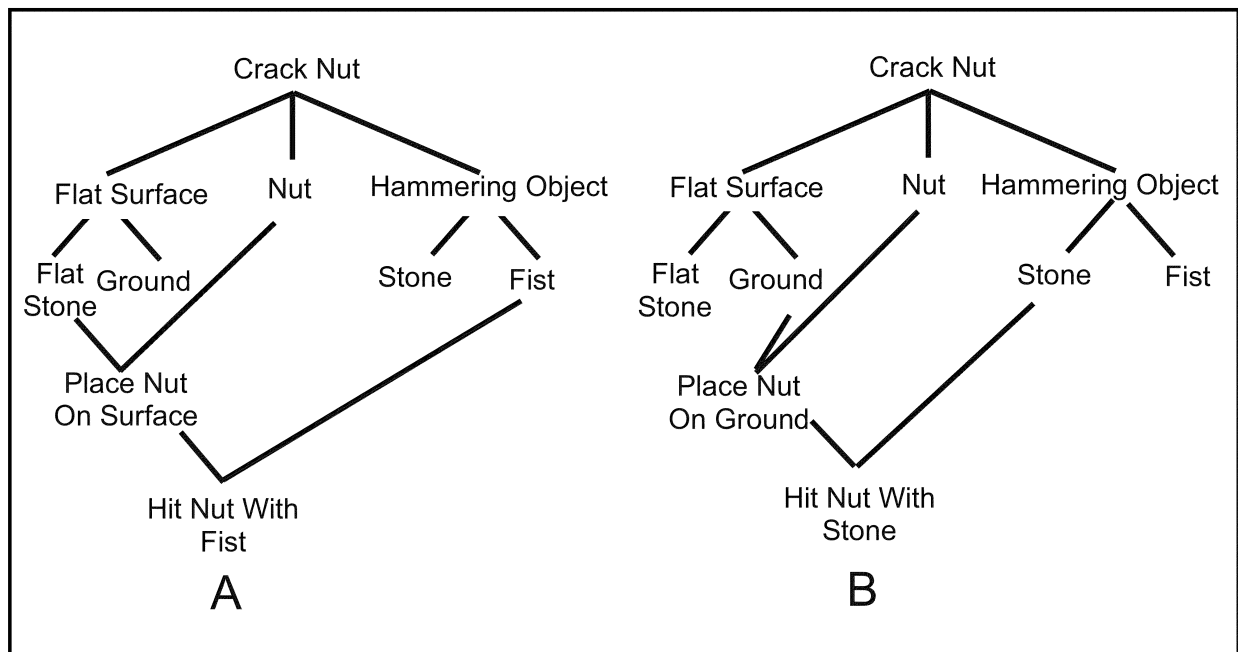 Crack Nut
Flat Surface
Nut
Hammering Object
Flat
Stone
Ground
Stone
Fist
Place Nut
On Surface
Hit Nut With
Fist
A
Crack Nut
Flat Surface
Nut
Hammering Object
Flat
Stone
Ground
Stone
Fist
Place Nut
On Ground
Hit Nut With
Stone
B